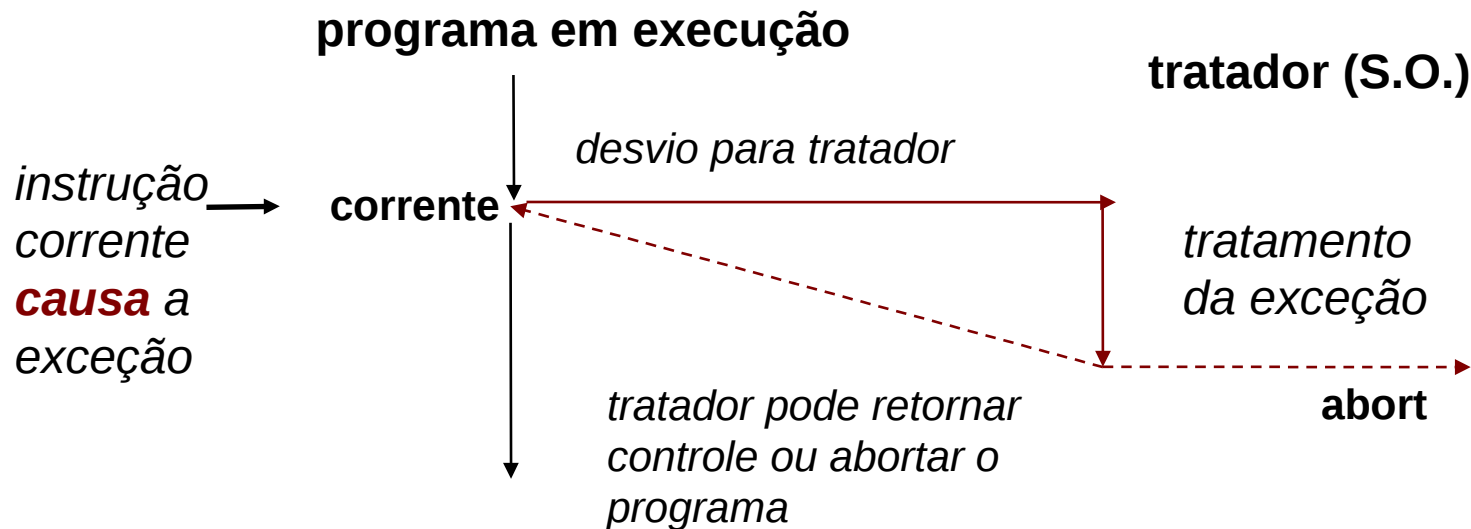 programa em execução
tratador (S.O.)
desvio para tratador
instrução
corrente
causa a
exceção
corrente
tratamento
da exceção
abort
tratador pode retornar
controle ou abortar o
programa